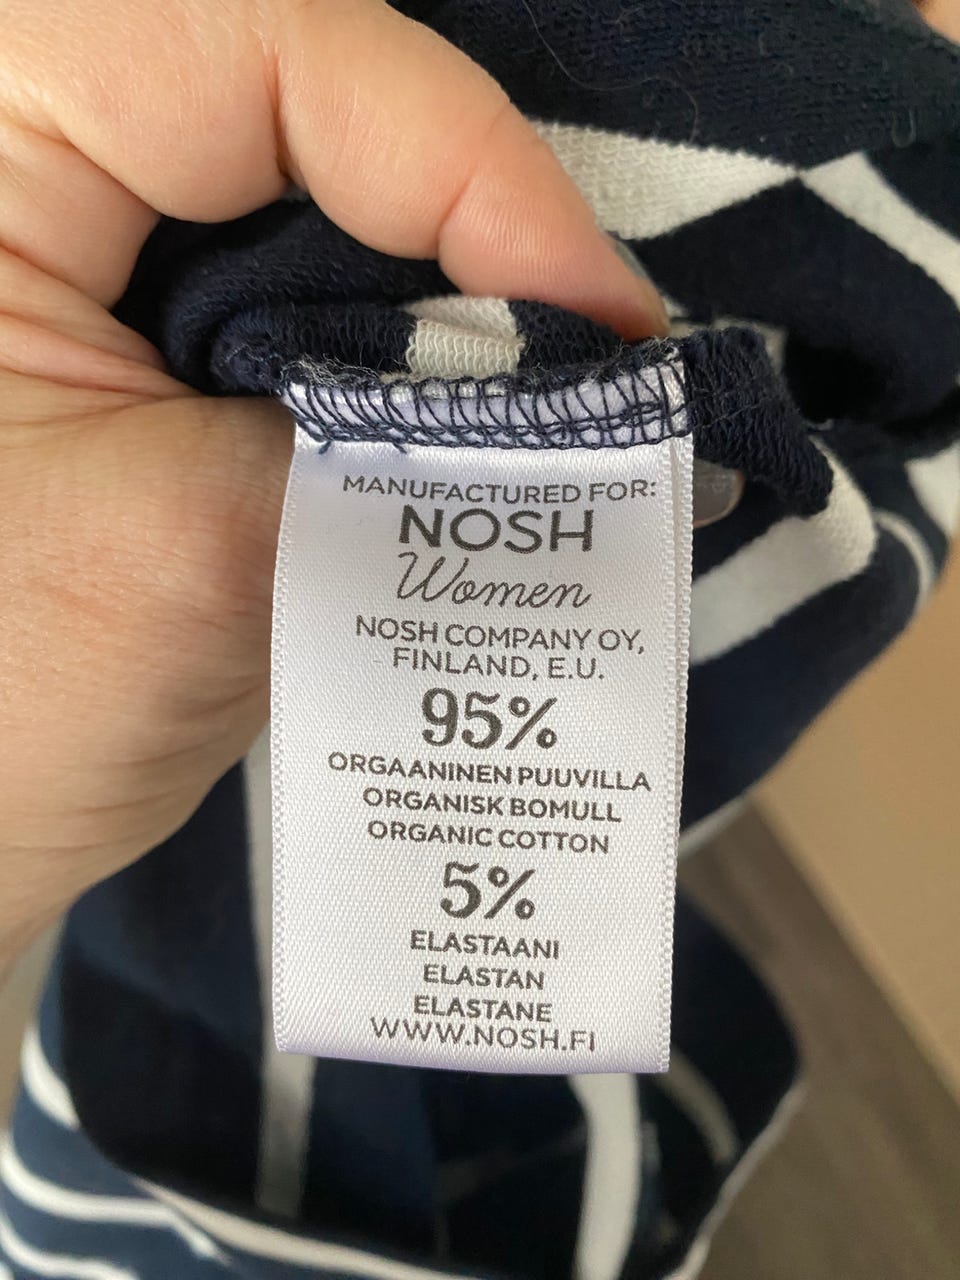 MANUFACTURED FOR:
NOSH
Women
NOSH COMPANY OY,
FINLAND, E.U.
95%
ORGAANINEN PUUVILLA
ORGANISK BOMULL
ORGANIC COTTON
5%
ELASTAANI
ELASTAN
ELASTANE
WWW.NOSH.FI